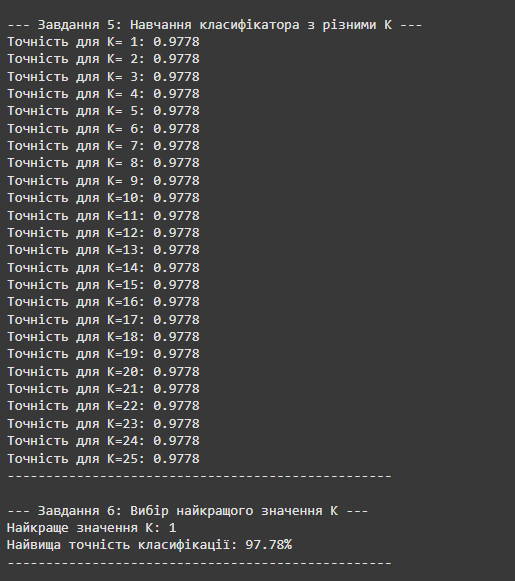 --- Завдання 5: Навчання класифікатора з різними K ---
Точність для K= 1: 0.9778
Точність для K= 2: 0.9778
Точність для K= 3: 0.9778
Точність для K= 4: 0.9778
Точність для K= 5: 0.9778
Точність для K= 6: 0.9778
Точність для K= 7: 0.9778
Точність для K= 8: 0.9778
Точність для K= 9: 0.9778
Точність для K=10: 0.9778
Точність для K=11: 0.9778
Точність для K=12: 0.9778
Точність для K=13: 0.9778
Точність для K=14: 0.9778
Точність для K=15: 0.9778
Точність для K=16: 0.9778
Точність для K=17: 0.9778
Точність для K=18: 0.9778
Точність для K=19: 0.9778
Точність для K=20: 0.9778
Точність для K=21: 0.9778
Точність для K=22: 0.9778
Точність для K=23: 0.9778
Точність для K=24: 0.9778
Точність для K=25: 0.9778
--------------------------------------------------
--- Завдання 6: Вибір найкращого значення K ---
Найкраще значення K: 1
Найвища точність класифікації: 97.78%
--------------------------------------------------